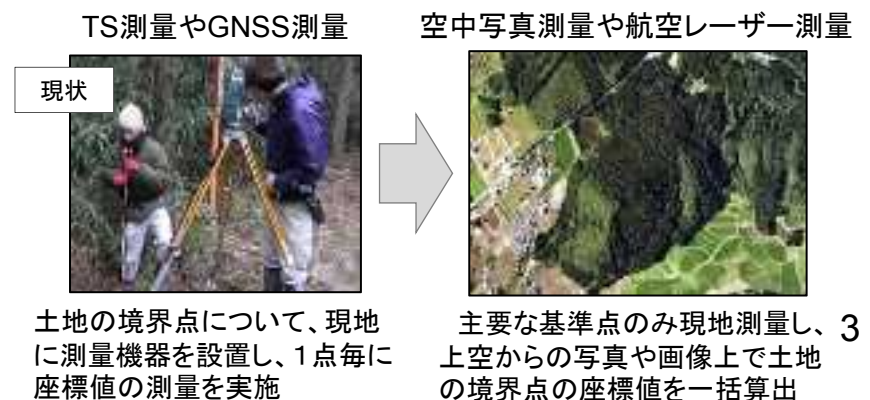 TS測量やGNSS測量
空中写真測量や航空レーザー測量
現状
土地の境界点について、現地
に測量機器を設置し、1点毎に
座標値の測量を実施
主要な基準点のみ現地測量し、
上空からの写真や画像上で土地
の境界点の座標値を一括算出
3